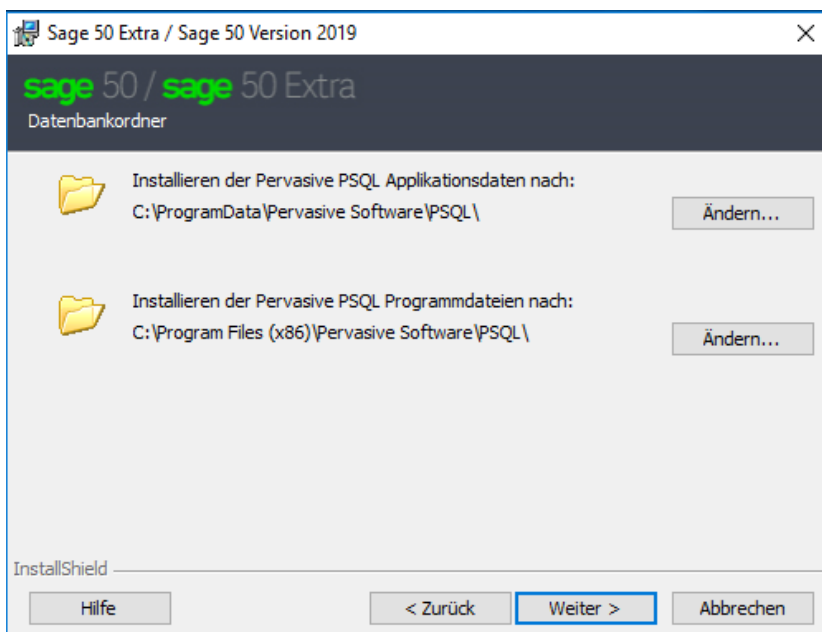 Sage 50 Extra / Sage 50 Version 2019
sage 50 / sage 50 Extra
Datenbankordner
Installieren der Pervasive PSQL Applikationsdaten nach:
C:\ProgramData\Pervasive Software\PSQL\
Ändern...
Installieren der Pervasive PSQL Programmdateien nach:
C:\Program Files (x86)\Pervasive Software\PSQL\
Ändern...
InstallShield
Hilfe
< Zurück
Weiter >
Abbrechen